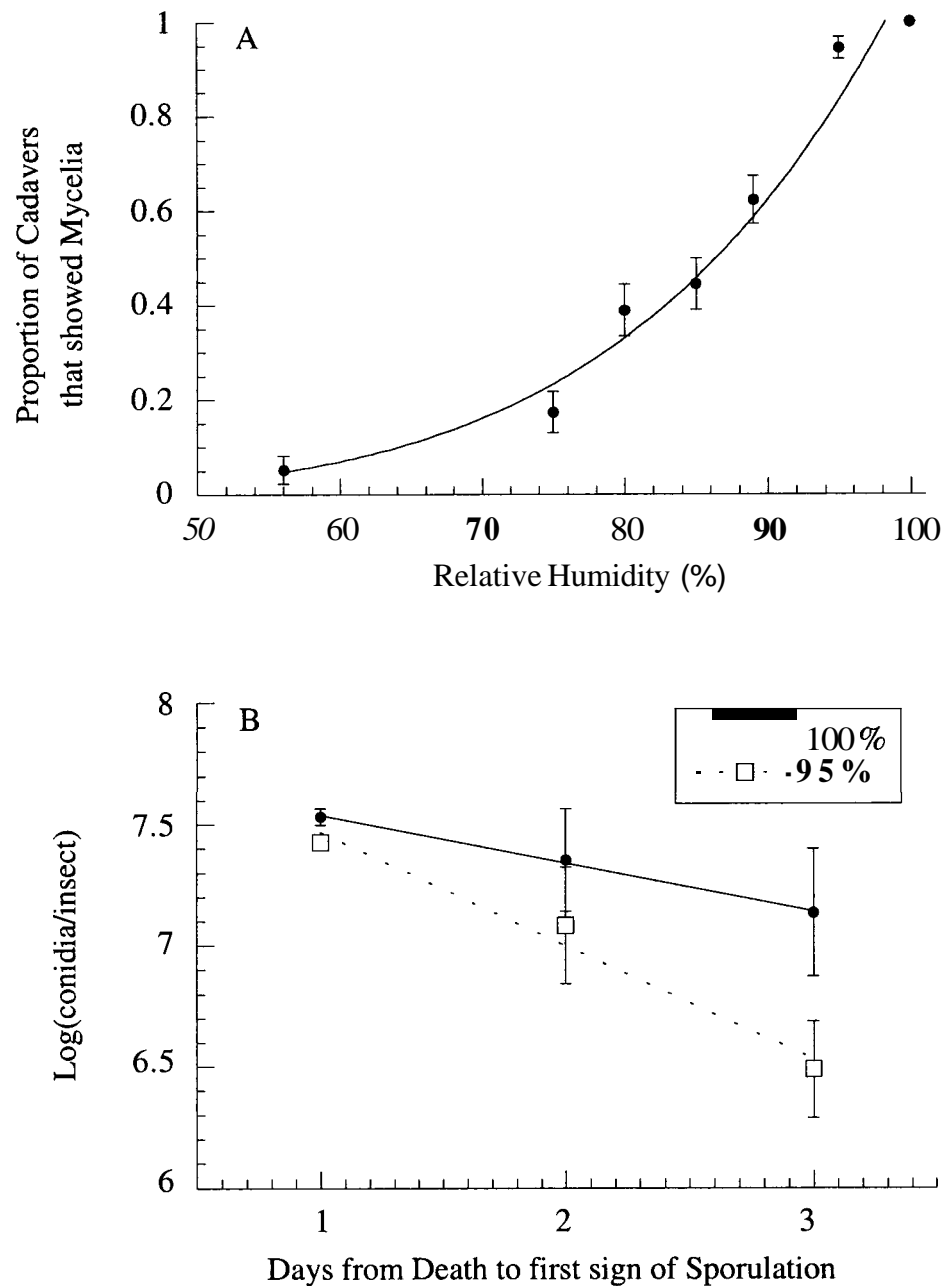 A
Proportion of Cadavers
that showed Mycelia
1
0.8
0.6
0.4
0.2
0
50 60 70 80 90 100
Relative Humidity (%)
B
100%
95%
Log(conidia/insect)
8
7.5
7
6.5
6
1 2 3
Days from Death to first sign of Sporulation